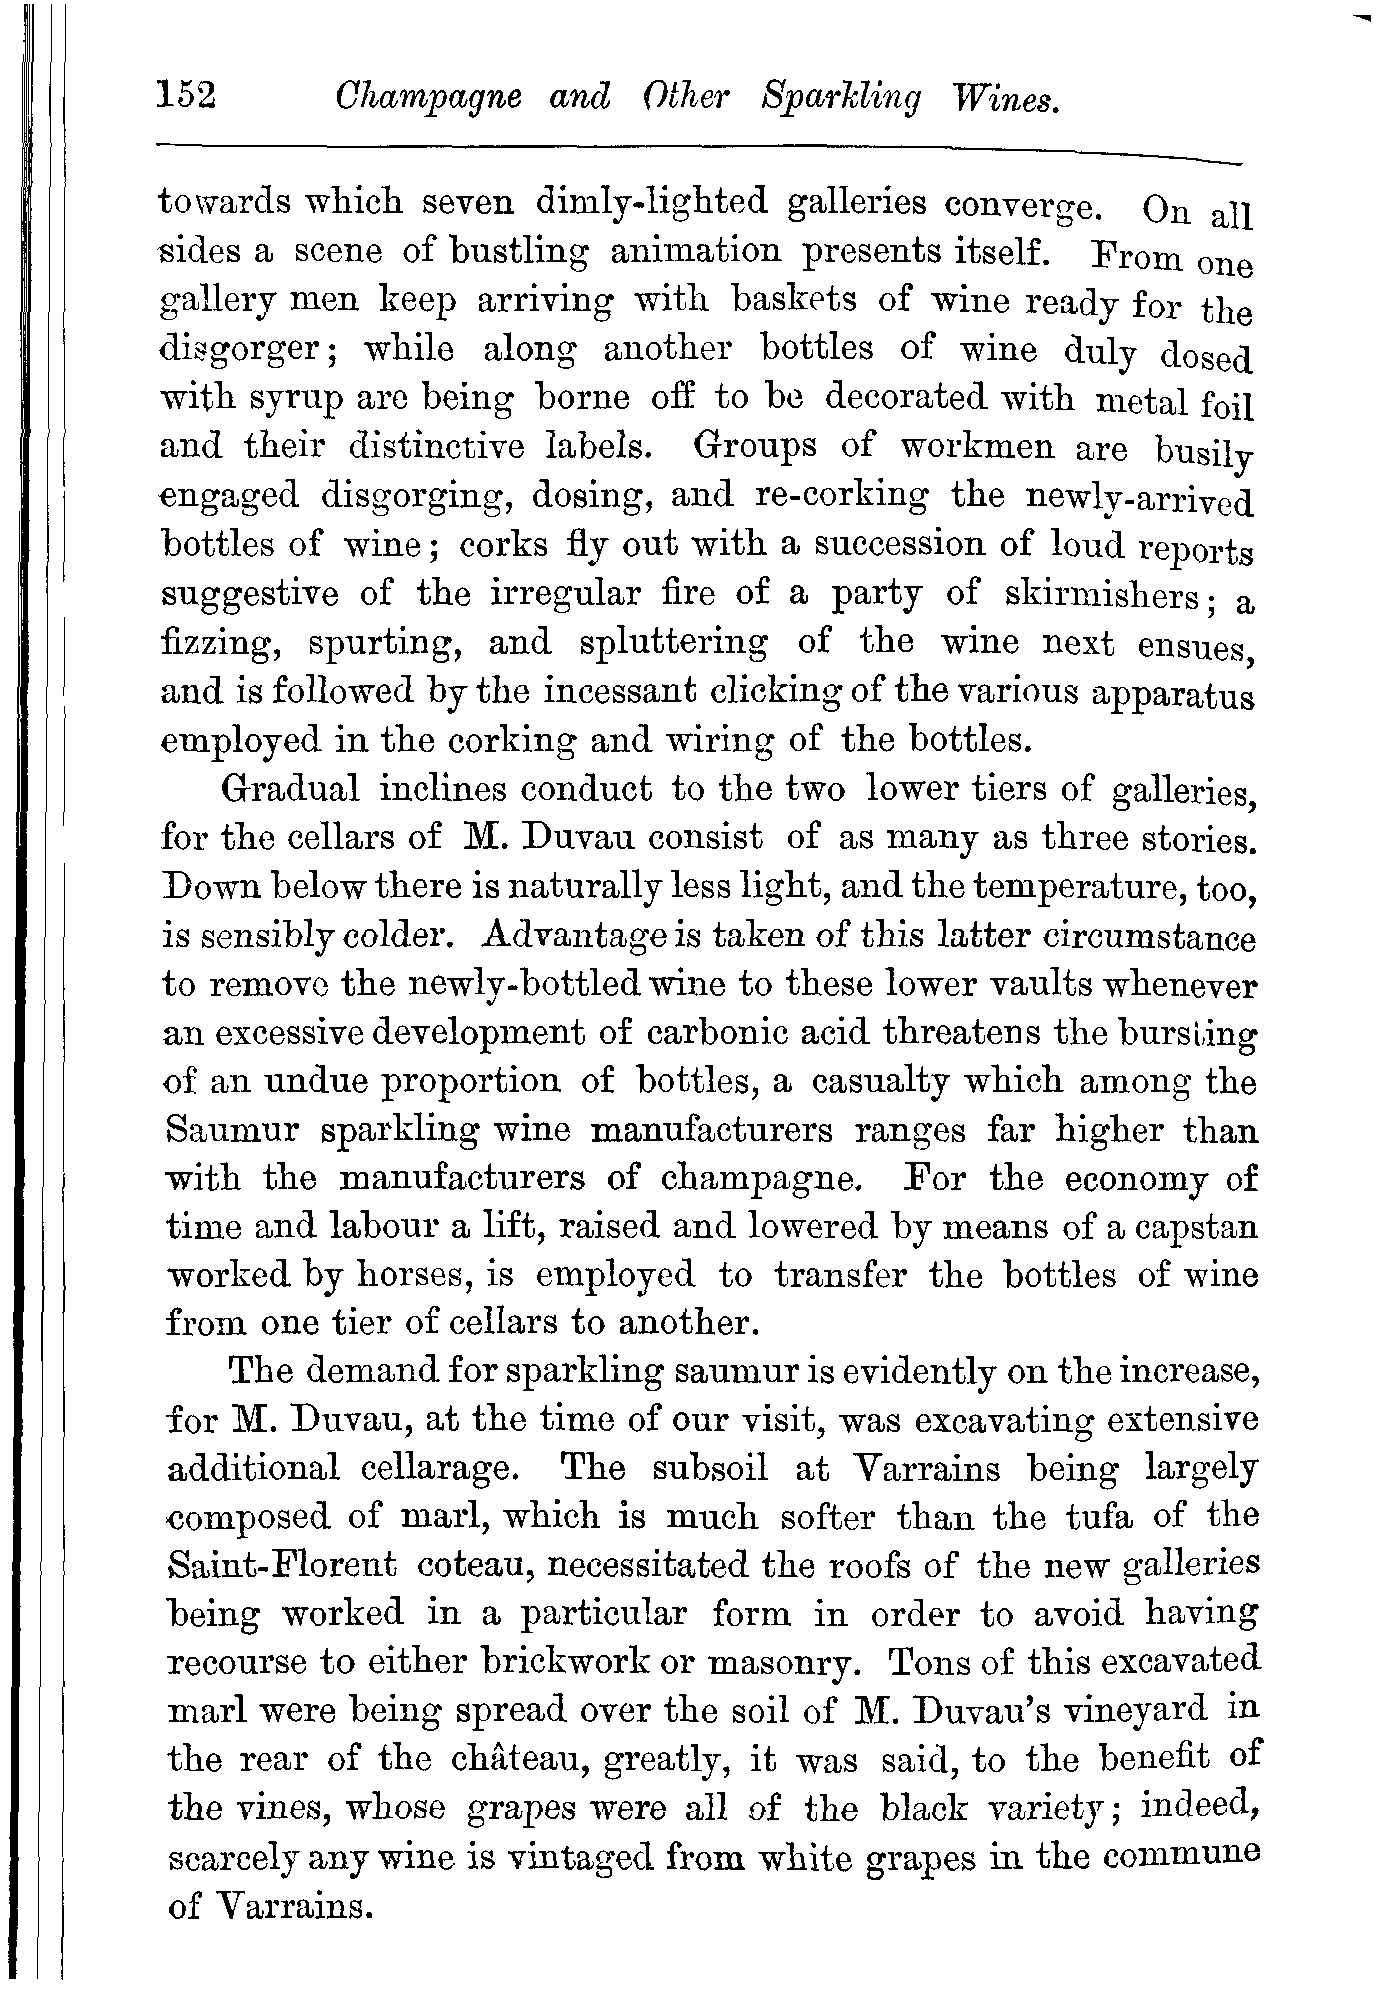 152 Champagne and Other Sparkling Wines.
towards which seven dimly-lighted galleries converge. On all
sides a scene of bustling animation presents itself. From one
gallery men keep arriving with baskets of wine ready for the
disgorger; while along another bottles of wine duly dosed
with syrup are being borne off to be decorated with metal foil
and their distinctive labels. Groups of workmen are busily
engaged disgorging, dosing, and re-corking the newly-arrived
bottles of wine; corks fly out with a succession of loud reports
suggestive of the irregular fire of a party of skirmishers; a
fizzing, spurting, and spluttering of the wine next ensues,
and is followed by the incessant clicking of the various apparatus
employed in the corking and wiring of the bottles.
Gradual inclines conduct to the two lower tiers of galleries,
for the cellars of M. Duvau consist of as many as three stories.
Down below there is naturally less light, and the temperature, too,
is sensibly colder. Advantage is taken of this latter circumstance
to remove the newly-bottled wine to these lower vaults whenever
an excessive development of carbonic acid threatens the bursting
of an undue proportion of bottles, a casualty which among the
Saumur sparkling wine manufacturers ranges far higher than
with the manufacturers of champagne. For the economy of
time and labour a lift, raised and lowered by means of a capstan
worked by horses, is employed to transfer the bottles of wine
from one tier of cellars to another.
The demand for sparkling saumur is evidently on the increase,
for M. Duvau, at the time of our visit, was excavating extensive
additional cellarage. The subsoil at Varrains being largely
composed of marl, which is much softer than the tufa of the
Saint-Florent coteau, necessitated the roofs of the new galleries
being worked in a particular form in order to avoid having
recourse to either brickwork or masonry. Tons of this excavated
marl were being spread over the soil of M. Duvau's vineyard in
the rear of the château, greatly, it was said, to the benefit of
the vines, whose grapes were all of the black variety; indeed,
scarcely any wine is vintaged from white grapes in the commune
of Varrains.